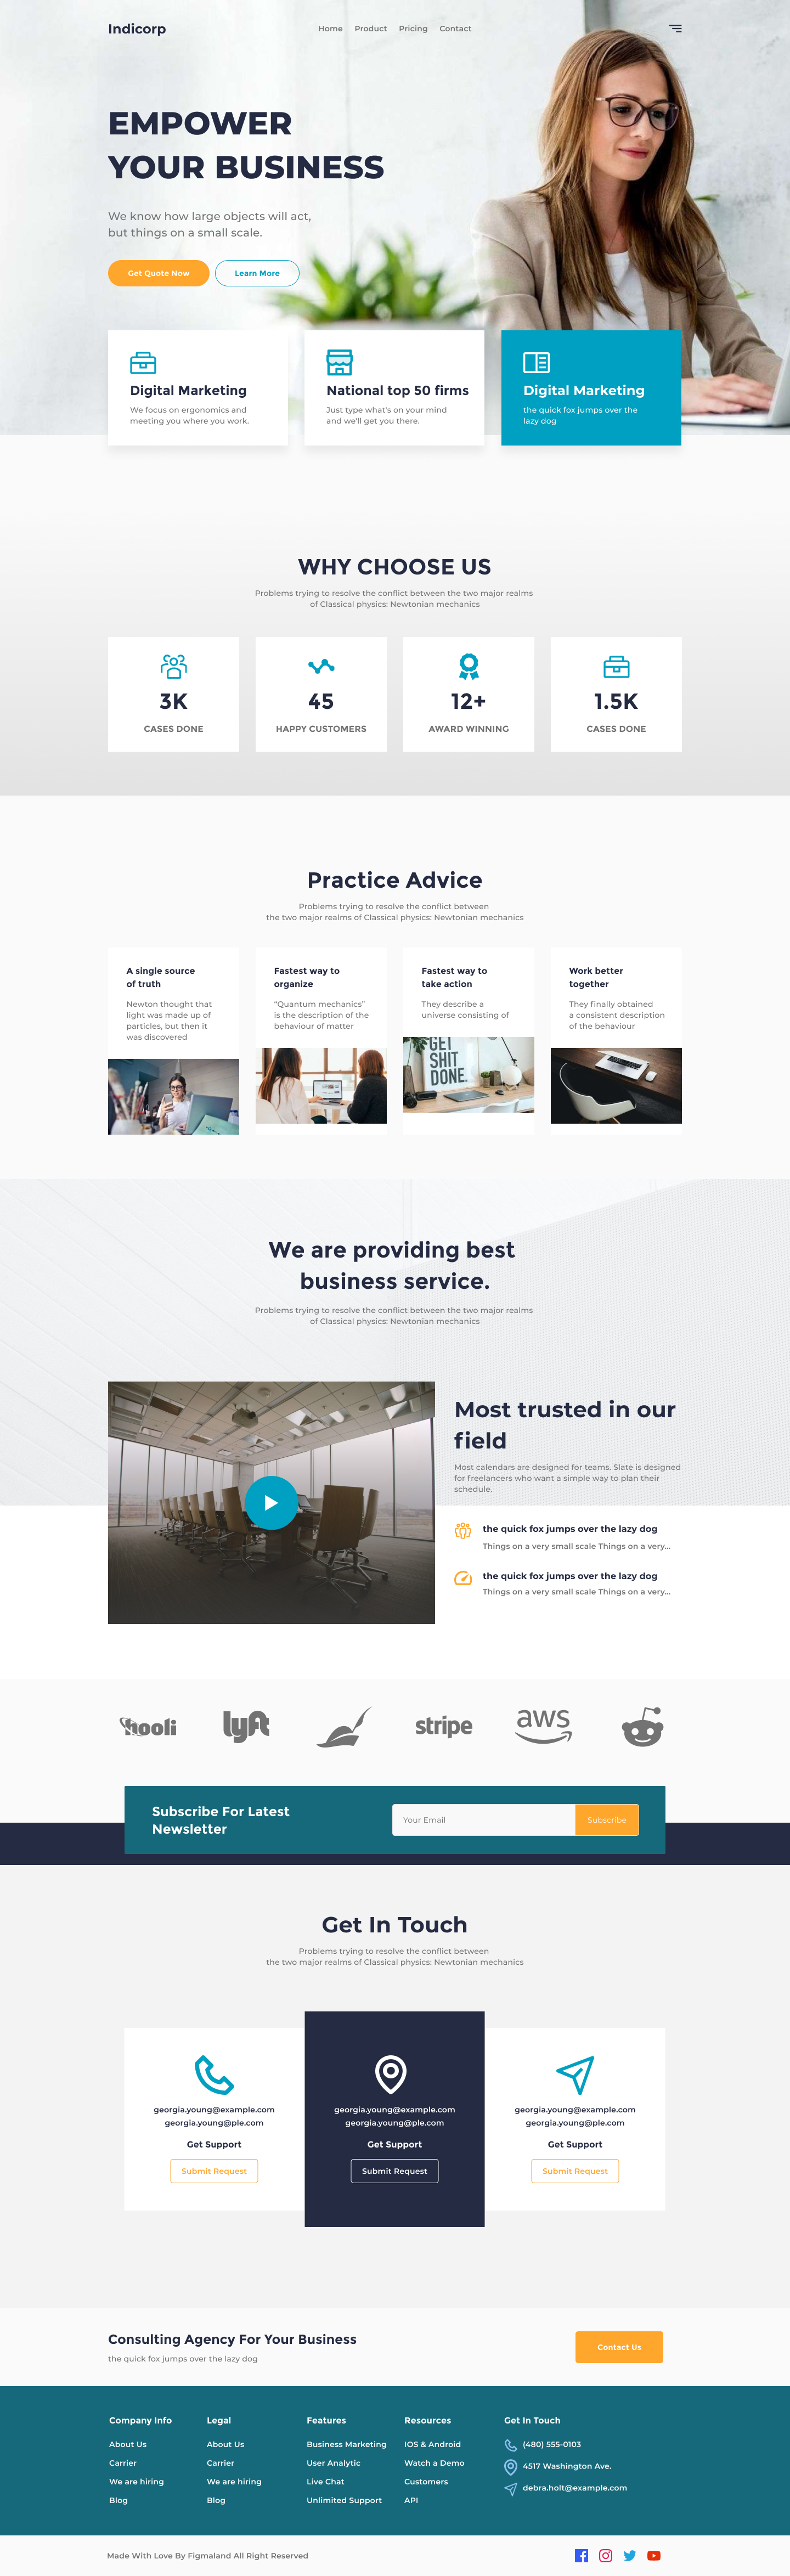 Indicorp
Home Product Pricing Contact
EMPOWER
YOUR BUSINESS
We know how large objects will act,
but things on a small scale.
Get Quote Now
Learn More
Digital Marketing
We focus on ergonomics and
meeting you where you work.
National top 50 firms
Just type what's on your mind
and we'll get you there.
Digital Marketing
the quick fox jumps over the
lazy dog
WHY CHOOSE US
Problems trying to resolve the conflict between the two major realms
of Classical physics: Newtonian mechanics
3K
CASES DONE
45
HAPPY CUSTOMERS
12+
AWARD WINNING
1.5K
CASES DONE
Practice Advice
Problems trying to resolve the conflict between
the two major realms of Classical physics: Newtonian mechanics
A single source
of truth
Newton thought that
light was made up of
particles, but then it
was discovered
Fastest way to
organize
“Quantum mechanics”
is the description of the
behaviour of matter
Fastest way to
take action
They describe a
universe consisting of
GET
SHIT
DONE.
Work better
together
They finally obtained
a consistent description
of the behaviour
We are providing best
business service.
Problems trying to resolve the conflict between the two major realms
of Classical physics: Newtonian mechanics
Most trusted in our
field
Most calendars are designed for teams. Slate is designed
for freelancers who want a simple way to plan their
schedule.
the quick fox jumps over the lazy dog
Things on a very small scale Things on a very...
the quick fox jumps over the lazy dog
Things on a very small scale Things on a very...
hooli
lyft
stripe
aws
Subscribe For Latest
Newsletter
Your Email
Subscribe
Get In Touch
Problems trying to resolve the conflict between
the two major realms of Classical physics: Newtonian mechanics
georgia.young@example.com
georgia.young@ple.com
Get Support
Submit Request
georgia.young@example.com
georgia.young@ple.com
Get Support
Submit Request
georgia.young@example.com
georgia.young@ple.com
Get Support
Submit Request
Consulting Agency For Your Business
the quick fox jumps over the lazy dog
Contact Us
Company Info
About Us
Carrier
We are hiring
Blog
Legal
About Us
Carrier
We are hiring
Blog
Features
Business Marketing
User Analytic
Live Chat
Unlimited Support
Resources
IOS & Android
Watch a Demo
Customers
API
Get In Touch
(480) 555-0103
4517 Washington Ave.
debra.holt@example.com
Made With Love By Figmaland All Right Reserved